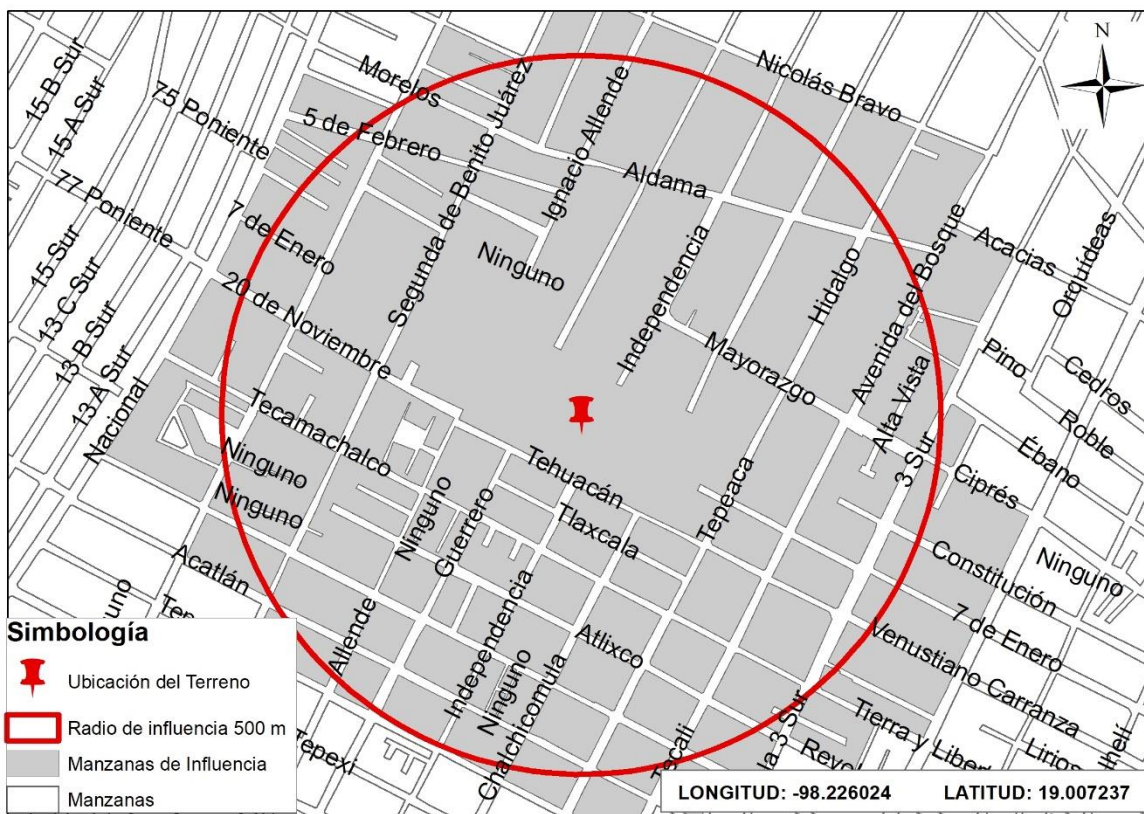 N
Nicolás Bravo
15 B Sur
15 A Sur
75 Poniente
Morelos
5 de Febrero
Segunda de Benito Juárez
Ignacio Allende
Aldama
77 Poniente
7 de Enero
Ninguno
Independencia
Hidalgo
Avenida del Bosque
Acacias
Orquídeas
15 Sur
13 C Sur
13 B Sur
13 A Sur
Nacional
20 de Noviembre
Mayorazgo
Alta Vista
3 Sur
Pino
Cedros
Roble
Ébano
Ciprés
Tecamachalco
Ninguno
Ninguno
Ninguno
Guerrero
Tehuacán
Tlaxcala
Tepeaca
Constitución
Ninguno
7 de Enero
Venustiano Carranza
Acatlán
Allende
Independencia
Ninguno
Chalchicomula
Atlixco
Tierra y
Lirios
Tepexi
Simbología
Ubicación del Terreno
Radio de influencia 500 m
Manzanas de Influencia
Manzanas
LONGITUD: -98.226024 LATITUD: 19.007237